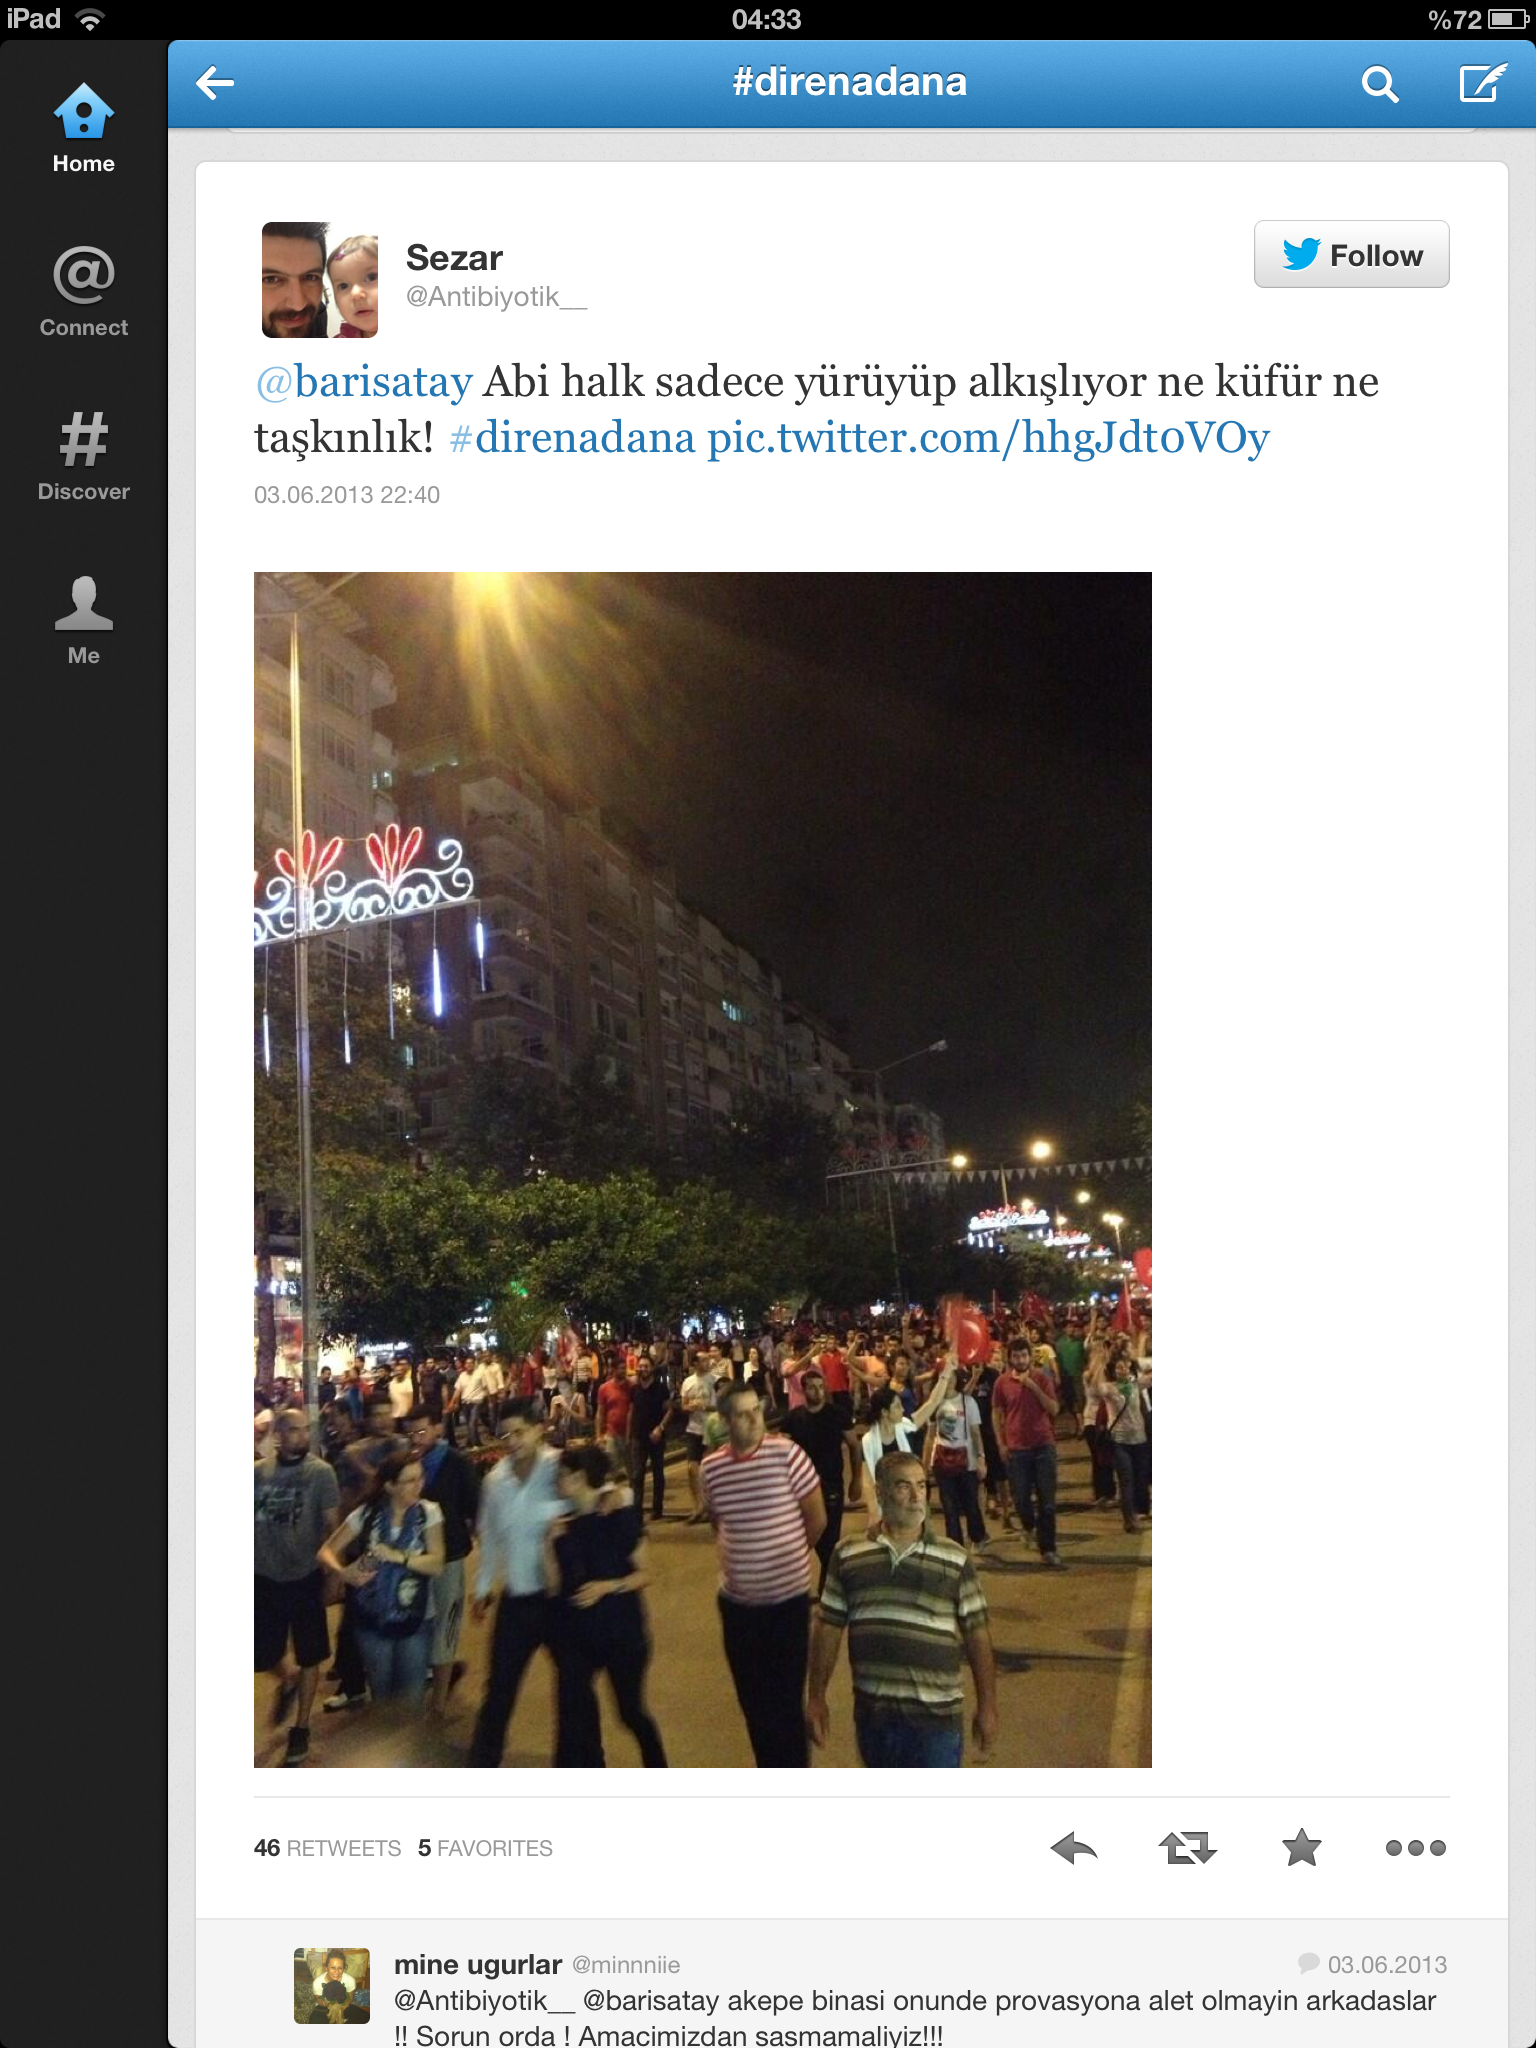 iPad 04:33 %72
#direnadana
Home
Connect
Discover
Me
Sezar
@Antibiyotik__
Follow
@barisatay Abi halk sadece yürüyüp alkışlıyor ne küfür ne
taşkınlık! #direnadana pic.twitter.com/hhgJdt0VOy
03.06.2013 22:40
46 RETWEETS 5 FAVORITES
mine ugurlar @minnniie 03.06.2013
@Antibiyotik__ @barisatay akepe binasi onunde provasyona alet olmayin arkadaslar
!! Sorun orda ! Amacimizdan sasmamaliyiz!!!